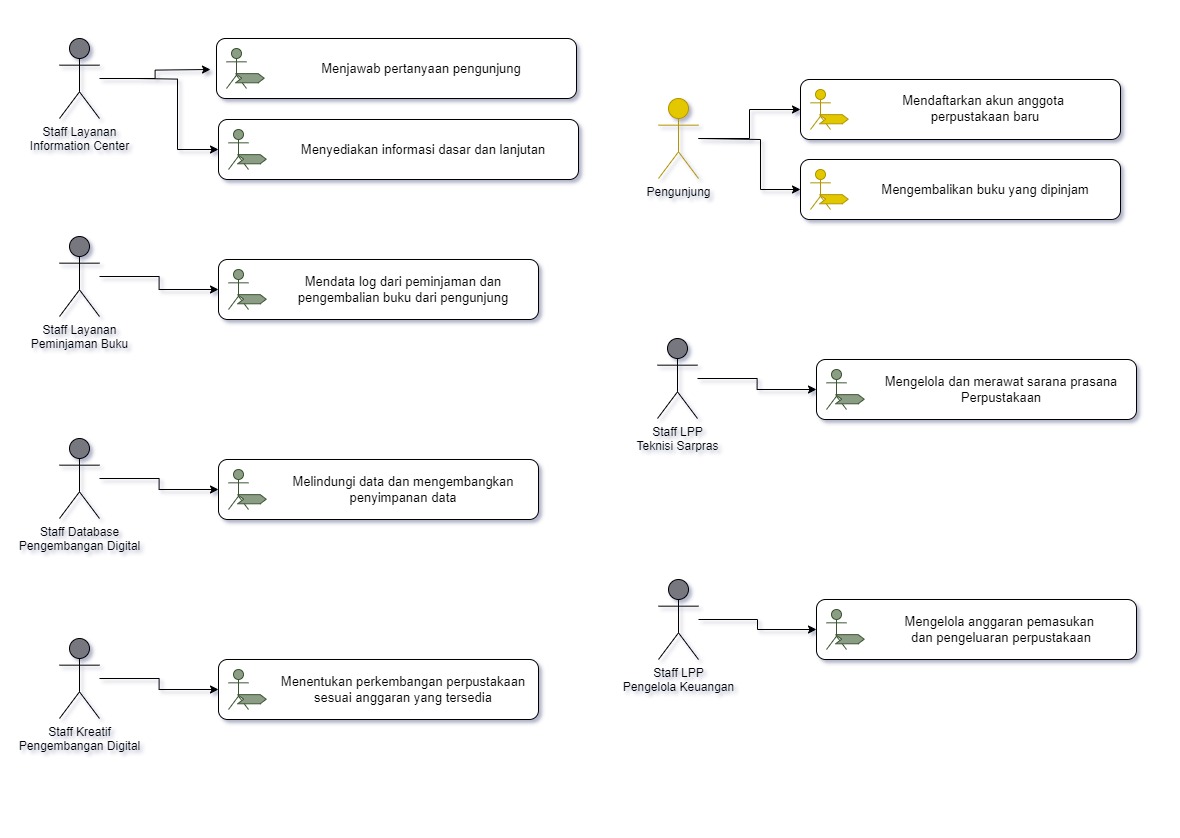 Staff Layanan
Information Center
Menjawab pertanyaan pengunjung
Menyediakan informasi dasar dan lanjutan
Staff Layanan
Peminjaman Buku
Mendata log dari peminjaman dan
pengembalian buku dari pengunjung
Staff Database
Pengembangan Digital
Melindungi data dan mengembangkan
penyimpanan data
Staff Kreatif
Pengembangan Digital
Menentukan perkembangan perpustakaan
sesuai anggaran yang tersedia
Pengunjung
Mendaftarkan akun anggota
perpustakaan baru
Mengembalikan buku yang dipinjam
Staff LPP
Teknisi Sarpras
Mengelola dan merawat sarana prasana
Perpustakaan
Staff LPP
Pengelola Keuangan
Mengelola anggaran pemasukan
dan pengeluaran perpustakaan